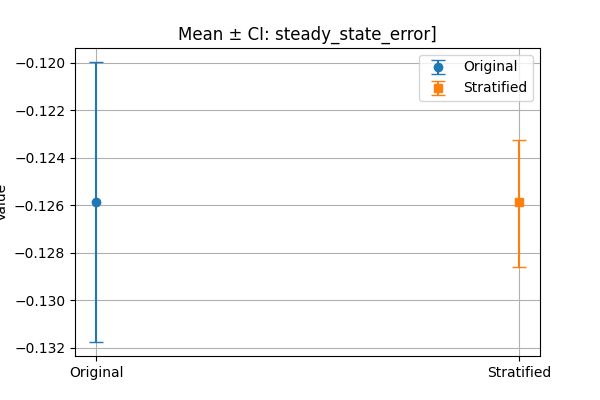 Mean ± CI: steady_state_error]
Original
Stratified
Value
−0.120
−0.122
−0.124
−0.126
−0.128
−0.130
−0.132
Original
Stratified